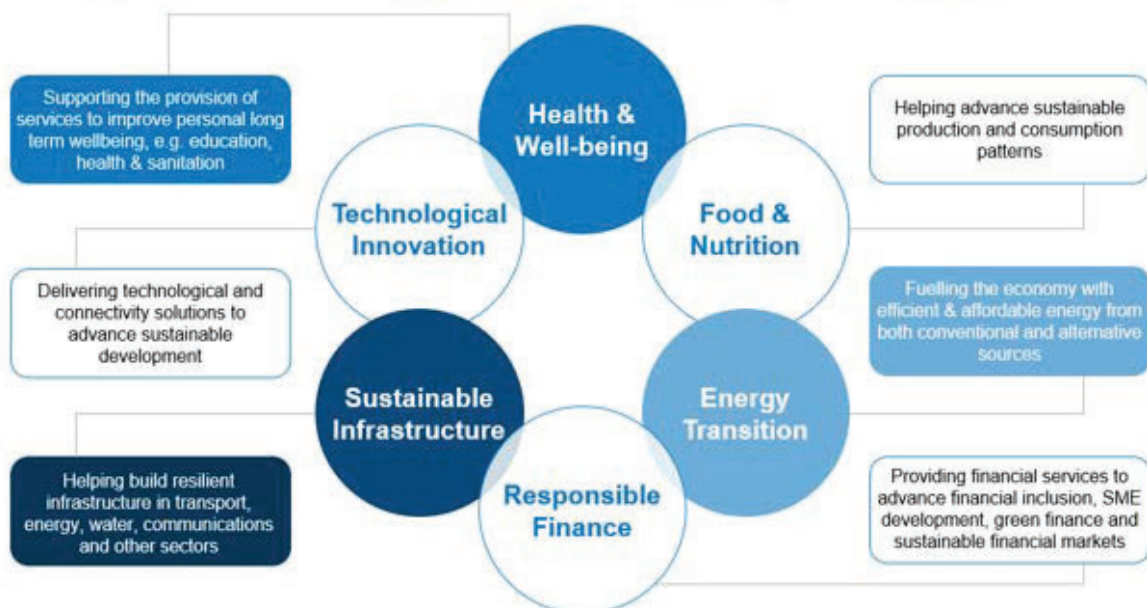 Supporting the provision of
services to improve personal long
term wellbeing, e.g. education,
health & sanitation
Health &
Well-being
Helping advance sustainable
production and consumption
patterns
Technological
Innovation
Food &
Nutrition
Delivering technological and
connectivity solutions to
advance sustainable
development
Fuelling the economy with
efficient & affordable energy from
both conventional and alternative
sources
Sustainable
Infrastructure
Energy
Transition
Helping build resilient
infrastructure in transport,
energy, water, communications
and other sectors
Responsible
Finance
Providing financial services to
advance financial inclusion, SME
development, green finance and
sustainable financial markets